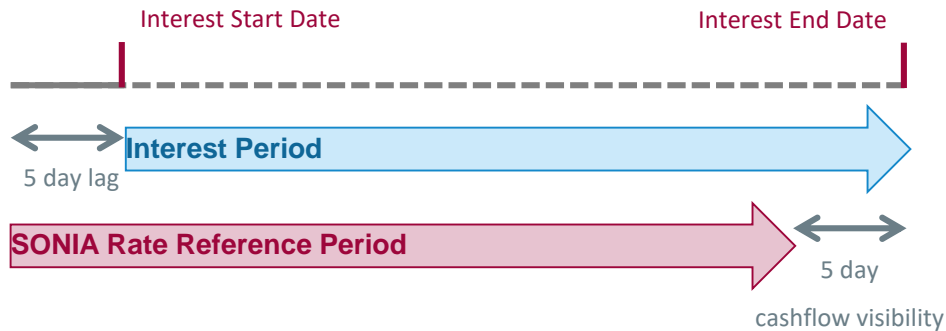 Interest Start Date
Interest End Date
Interest Period
5 day lag
SONIA Rate Reference Period
5 day
cashflow visibility